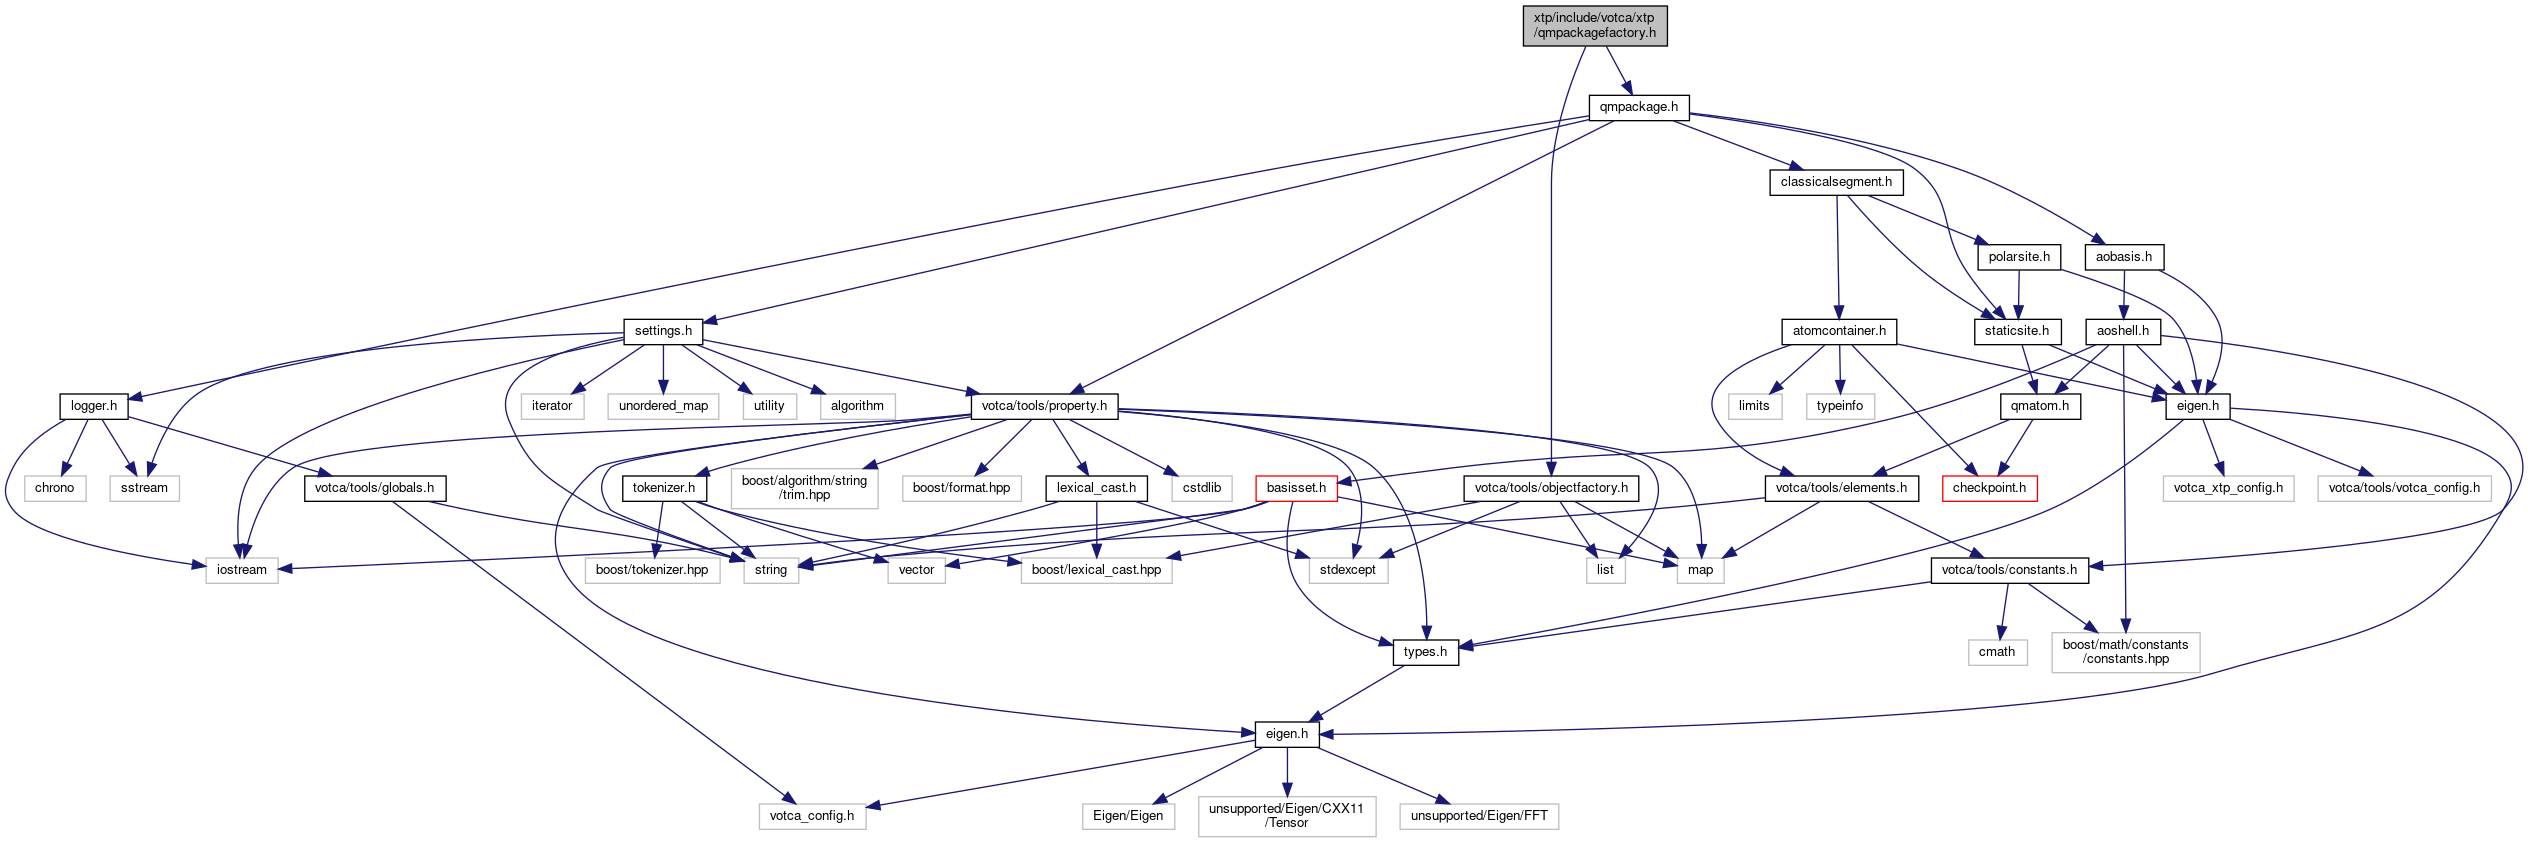 xtp/include/votca/xtp
/qmpackagefactory.h
qmpackage.h
classicalsegment.h
polarsite.h
aobasis.h
settings.h
atomcontainer.h
staticsite.h
aoshell.h
logger.h
iterator
unordered_map
utility
algorithm
votca/tools/property.h
limits
typeinfo
qmatom.h
eigen.h
chrono
sstream
votca/tools/globals.h
tokenizer.h
boost/algorithm/string
/trim.hpp
boost/format.hpp
lexical_cast.h
cstdlib
basisset.h
votca/tools/objectfactory.h
votca/tools/elements.h
checkpoint.h
votca_xtp_config.h
votca/tools/votca_config.h
iostream
boost/tokenizer.hpp
string
vector
boost/lexical_cast.hpp
stdexcept
list
map
votca/tools/constants.h
types.h
cmath
boost/math/constants
/constants.hpp
eigen.h
votca_config.h
Eigen/Eigen
unsupported/Eigen/CXX11
/Tensor
unsupported/Eigen/FFT